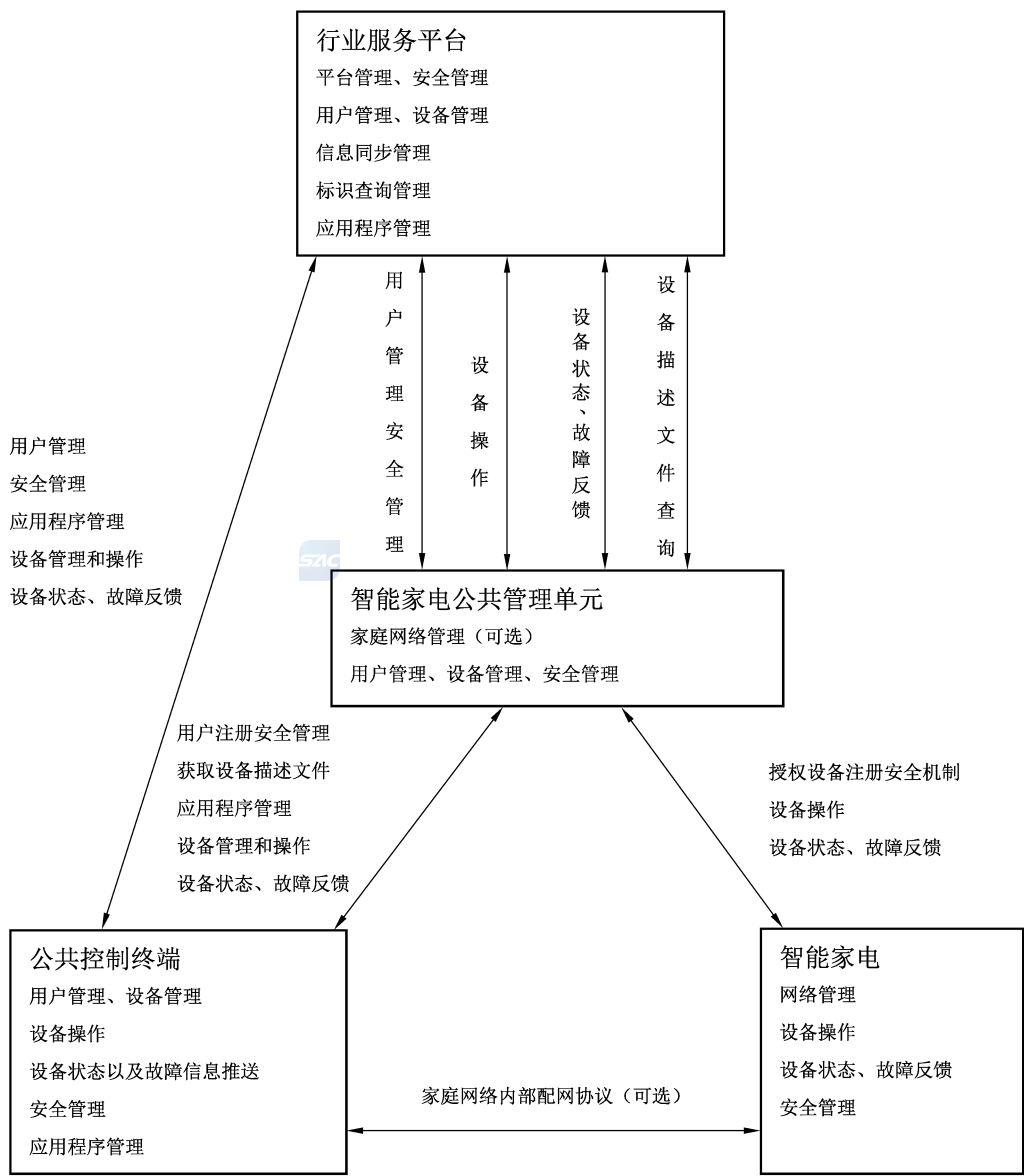 行业服务平台
平台管理、安全管理
用户管理、设备管理
信息同步管理
标识查询管理
应用程序管理
用户管理安全管理
设备操作
设备状态、故障反馈
设备描述文件查询
用户管理
安全管理
应用程序管理
设备管理和操作
设备状态、故障反馈
SAC
智能家电公共管理单元
家庭网络管理（可选）
用户管理、设备管理、安全管理
用户注册安全管理
获取设备描述文件
应用程序管理
设备管理和操作
设备状态、故障反馈
授权设备注册安全机制
设备操作
设备状态、故障反馈
公共控制终端
用户管理、设备管理
设备操作
设备状态以及故障信息推送
安全管理
应用程序管理
家庭网络内部配网协议（可选）
智能家电
网络管理
设备操作
设备状态、故障反馈
安全管理